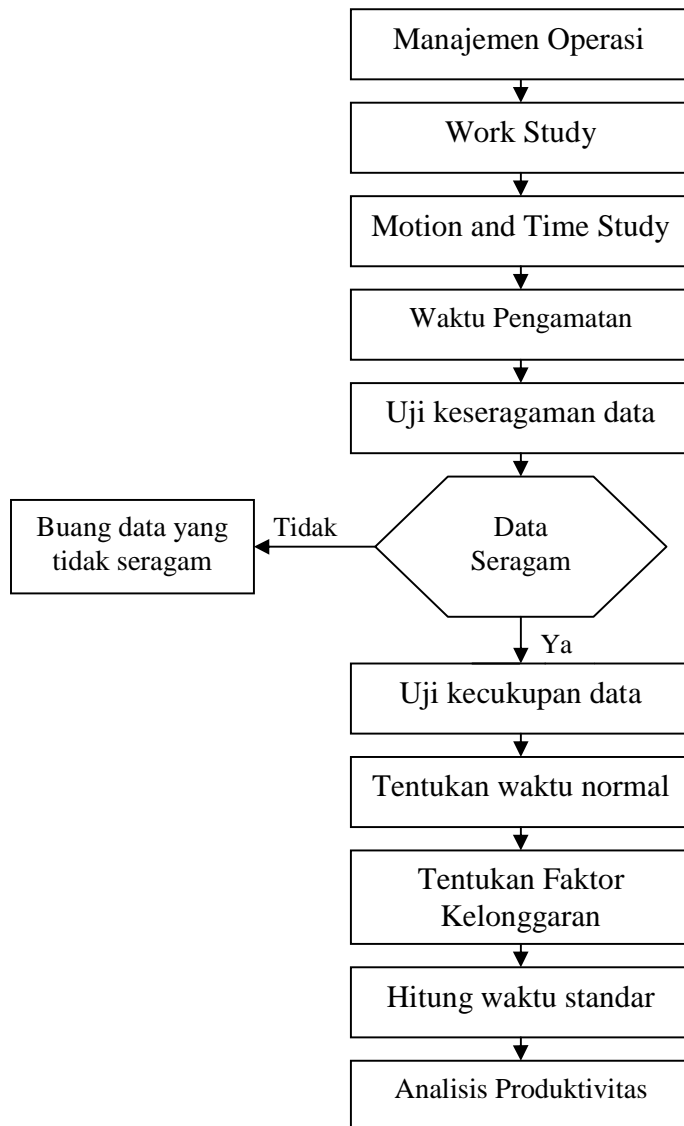 Manajemen Operasi
Work Study
Motion and Time Study
Waktu Pengamatan
Uji keseragaman data
Data
Seragam
Tidak
Buang data yang
tidak seragam
Ya
Uji kecukupan data
Tentukan waktu normal
Tentukan Faktor
Kelonggaran
Hitung waktu standar
Analisis Produktivitas